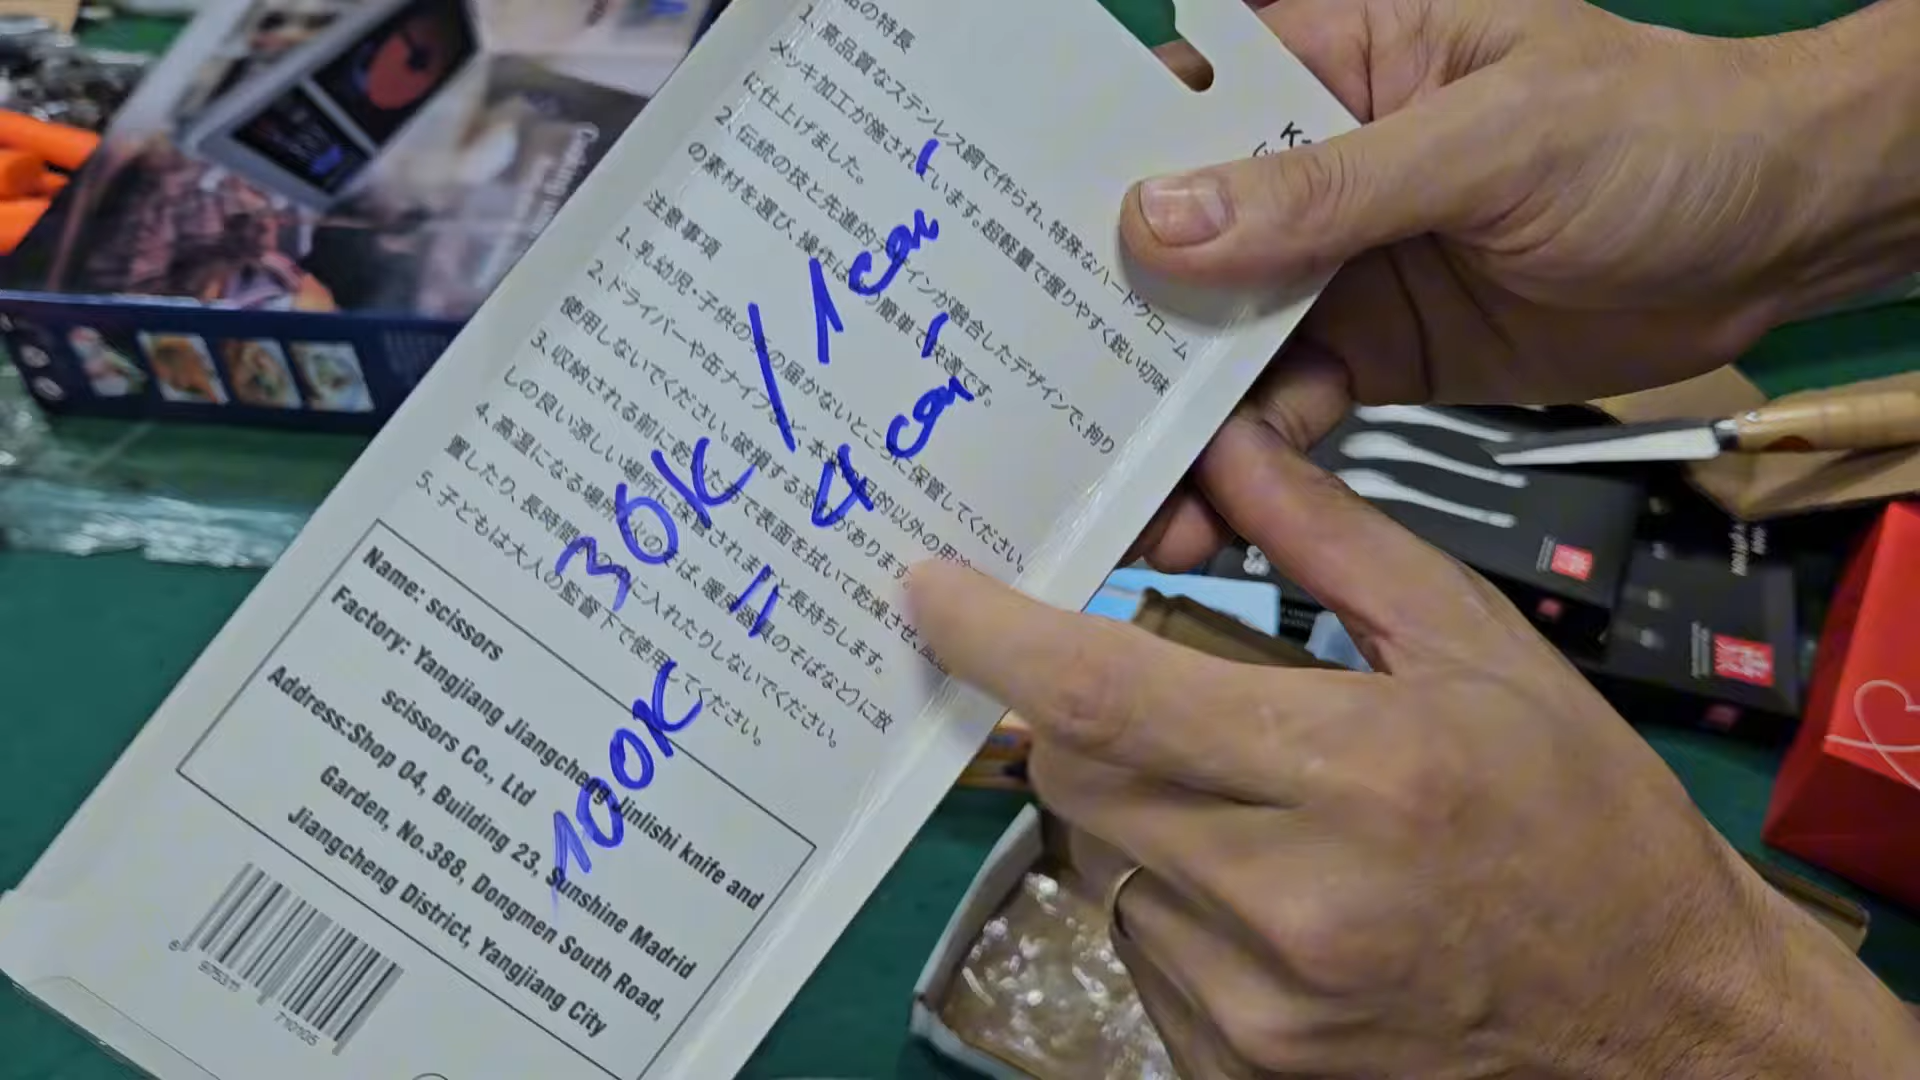 品の特長
1、高品質なステンレス鋼で作られ、特殊なハードクローム
メッキ加工が施されています。超軽量で握りやすく鋭い切味
に仕上げました。
2、伝統の技と先進的デザインが融合したデザインで、拘り
の素材を選び、操作は 簡単で快適です。
注意事項
1、乳幼児・子供の手の届かないところに保管してください。
2、ドライバーや缶ナイフなど、本 目的以外の用途
使用しないでください。破損する恐れがあります。
3、収納される前に乾いた 方で表面を拭いて乾燥させ、風
しの良い涼しい場所に保管されますと長持ちします。
4、高温になる場所 火のそば、暖房器具のそばなど)に放
置したり、長時間 の に入れたりしないでください。
5、子どもは大人の監督下で使用してください。
30K/1 cái
4 cái
=
100K
Name: scissors
Factory: Yangjiang Jiangcheng Jinlishi knife and
scissors Co., Ltd
Address:Shop 04, Building 23, Sunshine Madrid
Garden, No.388, Dongmen South Road,
Jiangcheng District, Yangjiang City
710105